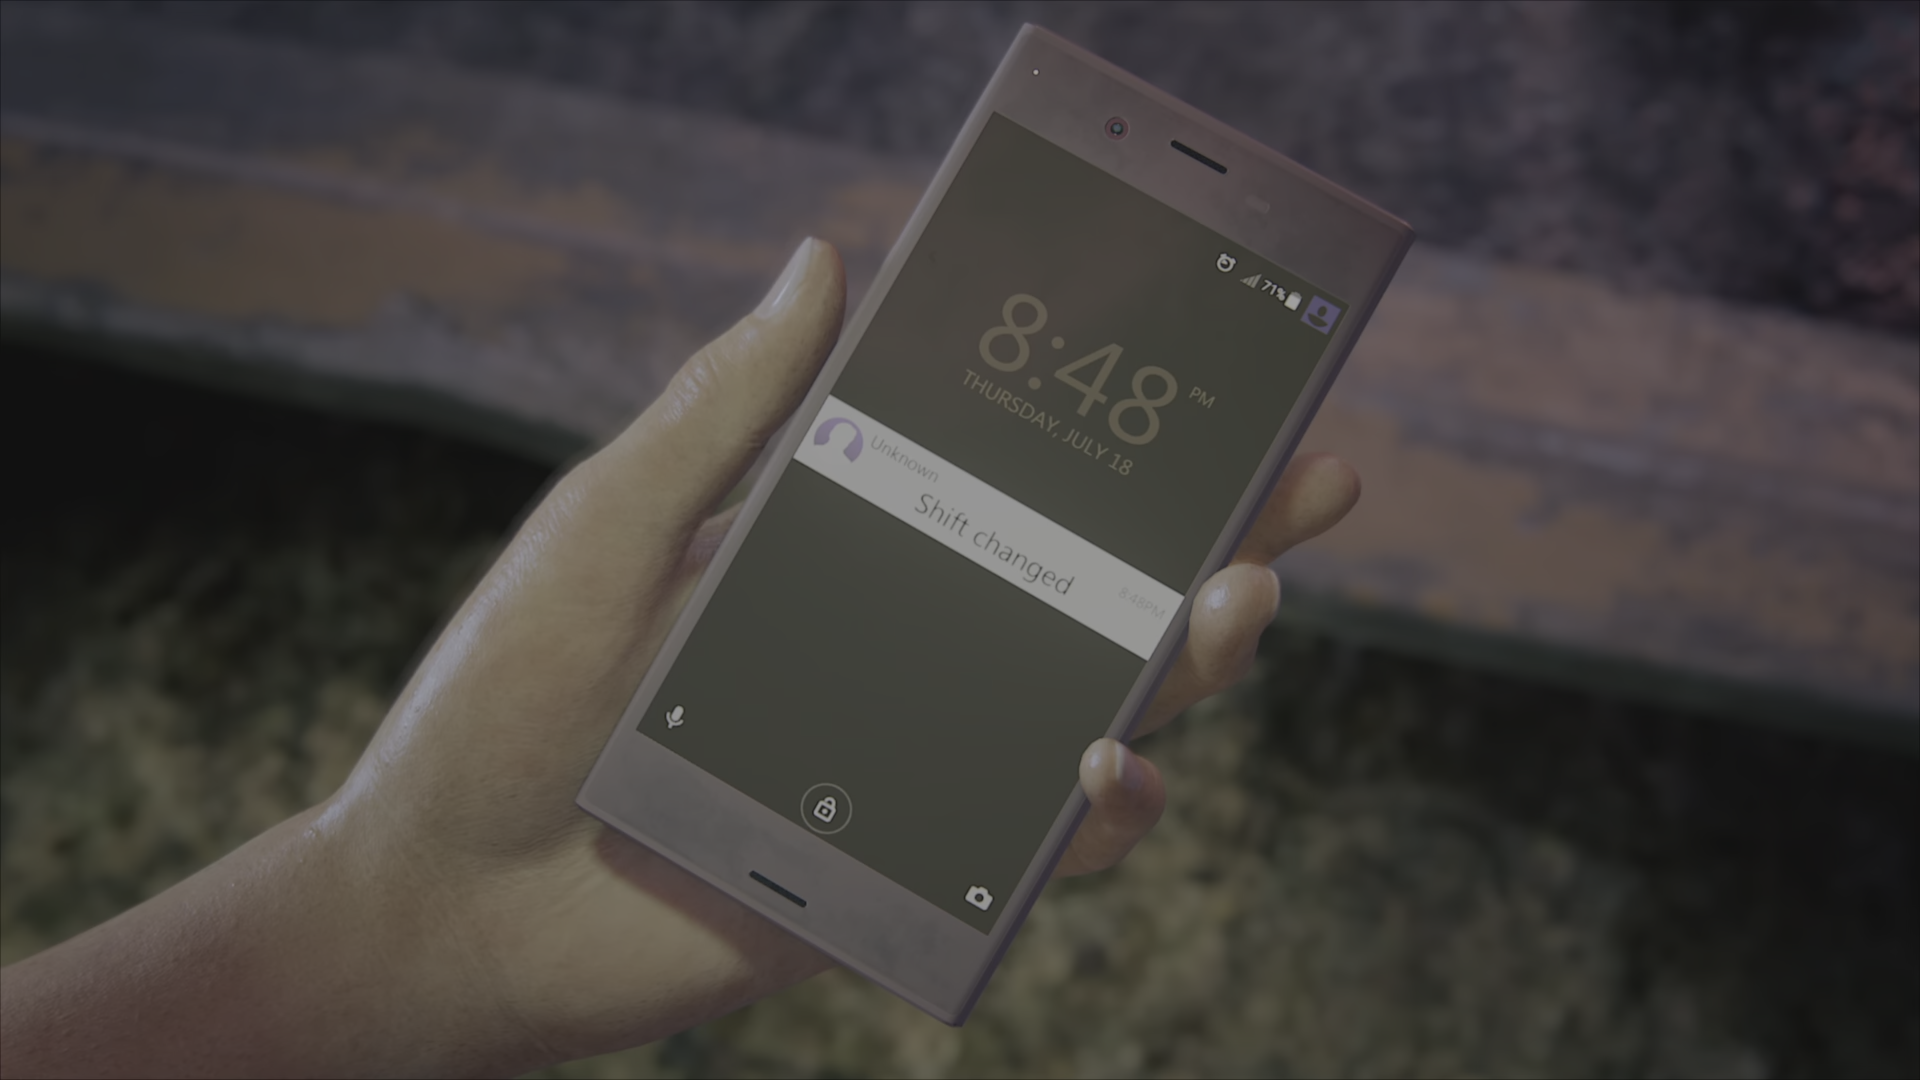 71%
8:48 PM
THURSDAY, JULY 18
Unknown
Shift changed
8:48PM